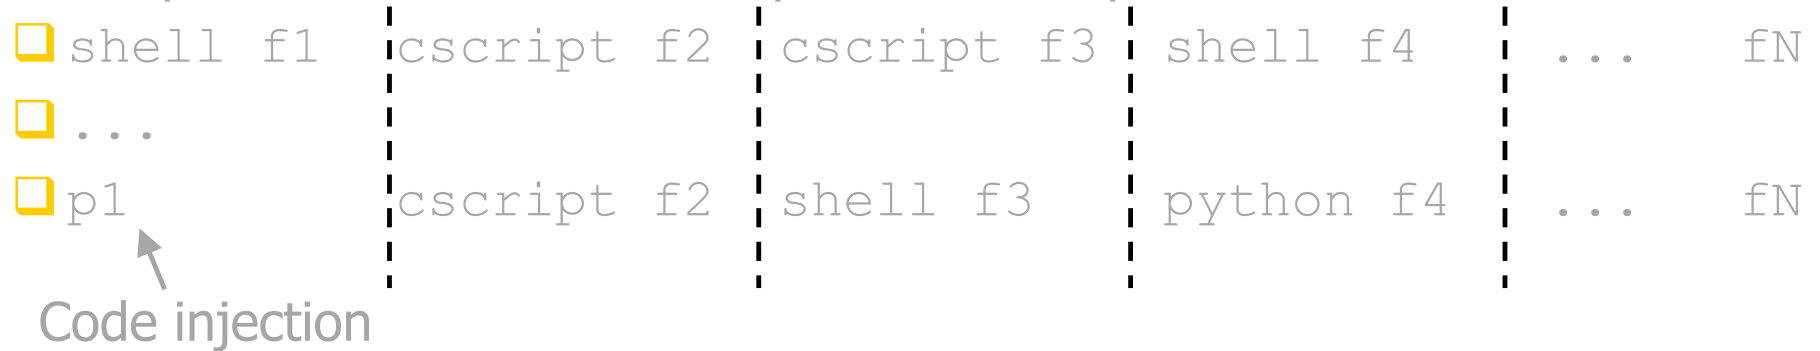 shell f1 cscript f2 cscript f3 shell f4 ... fN
...
p1 cscript f2 shell f3 python f4 ... fN
Code injection